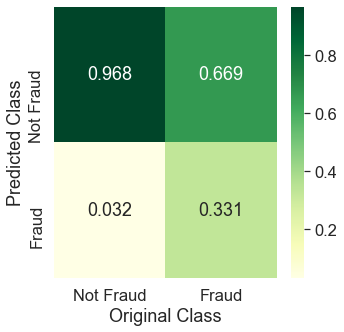 Predicted Class
Not Fraud
Fraud
0.968
0.669
0.032
0.331
Not Fraud
Fraud
Original Class
0.8
0.6
0.4
0.2